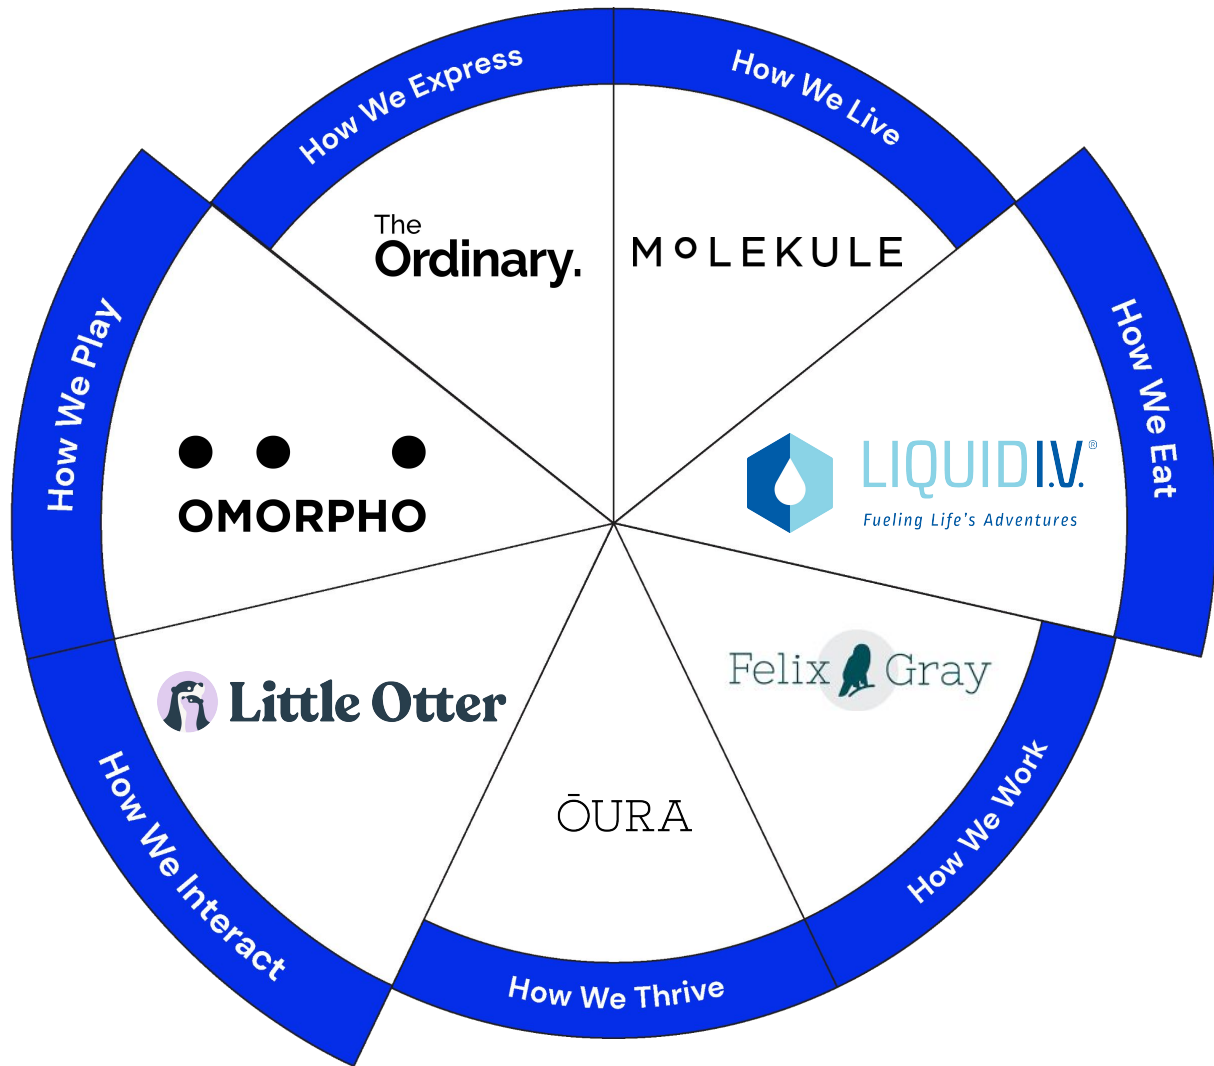 How We Express
How We Live
The
Ordinary.
MOLEKULE
How We Play
How We Eat
OMORPHO
LIQUID I.V.®
Fueling Life's Adventures
Felix Gray
Little Otter
ŌURA
How We Interact
How We Work
How We Thrive